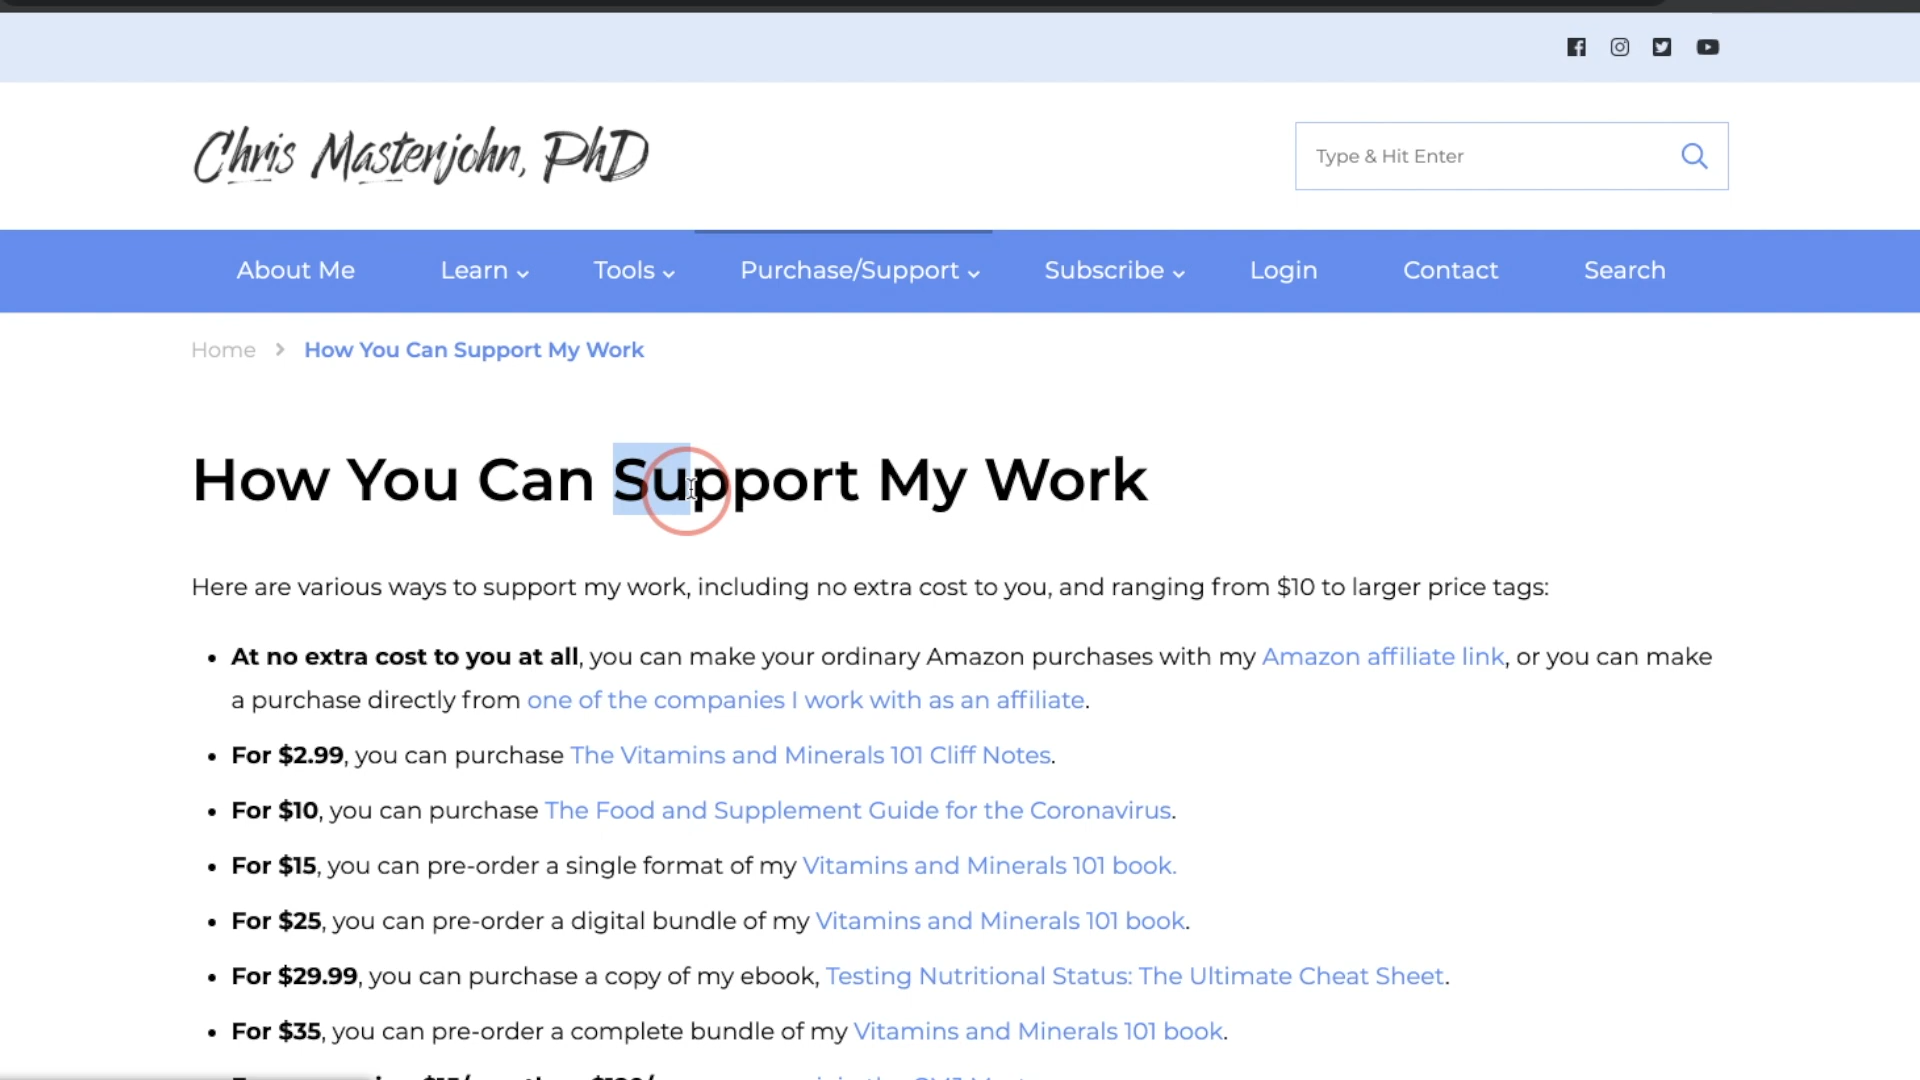 Chris Masterjohn, PhD
Type & Hit Enter
About Me Learn Tools Purchase/Support Subscribe Login Contact Search
Home > How You Can Support My Work
How You Can Support My Work
Here are various ways to support my work, including no extra cost to you, and ranging from $10 to larger price tags:
• At no extra cost to you at all, you can make your ordinary Amazon purchases with my Amazon affiliate link, or you can make
a purchase directly from one of the companies I work with as an affiliate.
• For $2.99, you can purchase The Vitamins and Minerals 101 Cliff Notes.
• For $10, you can purchase The Food and Supplement Guide for the Coronavirus.
• For $15, you can pre-order a single format of my Vitamins and Minerals 101 book.
• For $25, you can pre-order a digital bundle of my Vitamins and Minerals 101 book.
• For $29.99, you can purchase a copy of my ebook, Testing Nutritional Status: The Ultimate Cheat Sheet.
• For $35, you can pre-order a complete bundle of my Vitamins and Minerals 101 book.